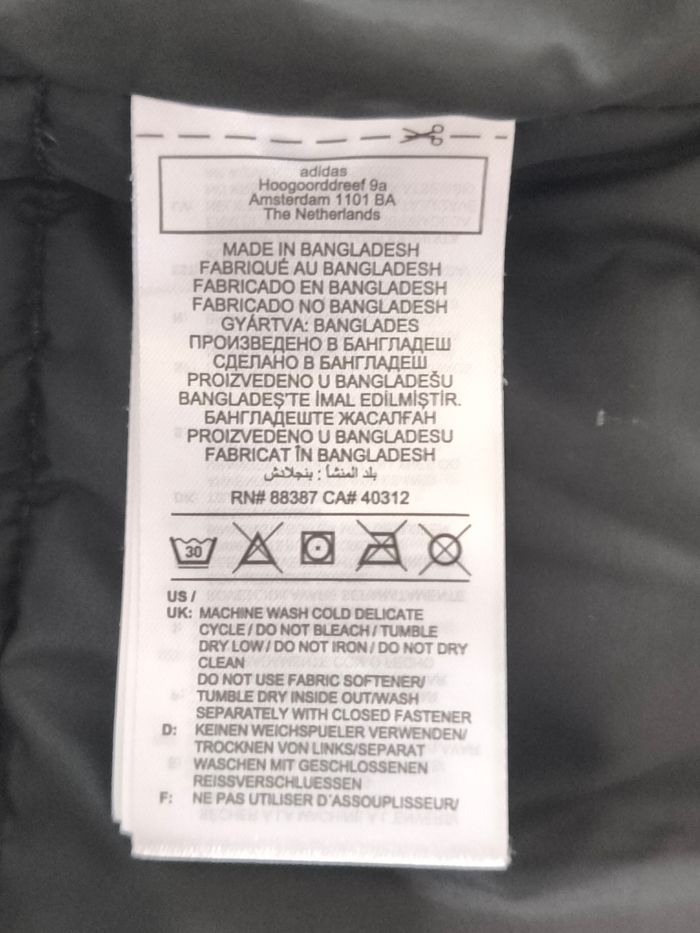 adidas
Hoogoorddreef 9a
Amsterdam 1101 BA
The Netherlands
MADE IN BANGLADESH
FABRIQUÉ AU BANGLADESH
FABRICADO EN BANGLADESH
FABRICADO NO BANGLADESH
GYÁRTVA: BANGLADES
ПРОИЗВЕДЕНО В БАНГЛАДЕШ
СДЕЛАНО В БАНГЛАДЕШ
PROIZVEDENO U BANGLADEŠU
BANGLADEŞ'TE İMAL EDİLMİŞTİR.
БАНГЛАДЕШТЕ ЖАСАЛҒАН
PROIZVEDENO U BANGLADESU
FABRICAT ÎN BANGLADESH
بلد المنشأ : بنجلادش
RN# 88387 CA# 40312
30
US /
UK: MACHINE WASH COLD DELICATE
CYCLE / DO NOT BLEACH / TUMBLE
DRY LOW / DO NOT IRON / DO NOT DRY
CLEAN
DO NOT USE FABRIC SOFTENER/
TUMBLE DRY INSIDE OUT/WASH
SEPARATELY WITH CLOSED FASTENER
D: KEINEN WEICHSPUELER VERWENDEN/
TROCKNEN VON LINKS/SEPARAT
WASCHEN MIT GESCHLOSSENEN
REISSVERSCHLUESSEN
F: NE PAS UTILISER D'ASSOUPLISSEUR/